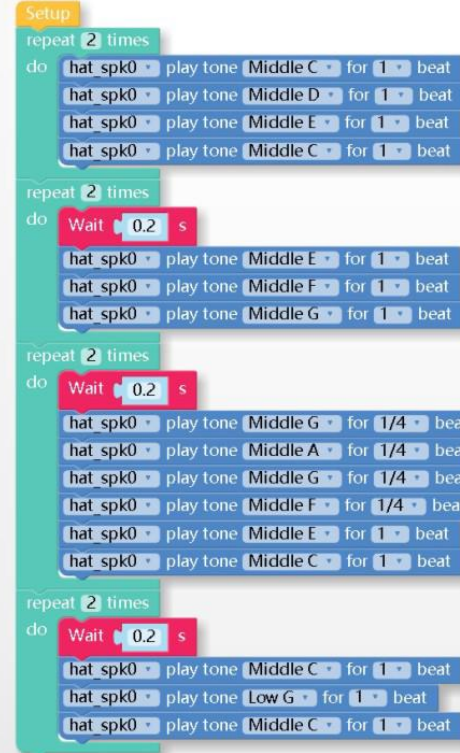 Setup
repeat 2 times
do hat_spk0 play tone Middle C for 1 beat
hat_spk0 play tone Middle D for 1 beat
hat_spk0 play tone Middle E for 1 beat
hat_spk0 play tone Middle C for 1 beat
repeat 2 times
do Wait 0.2 s
hat_spk0 play tone Middle E for 1 beat
hat_spk0 play tone Middle F for 1 beat
hat_spk0 play tone Middle G for 1 beat
repeat 2 times
do Wait 0.2 s
hat_spk0 play tone Middle G for 1/4 bea
hat_spk0 play tone Middle A for 1/4 bea
hat_spk0 play tone Middle G for 1/4 bea
hat_spk0 play tone Middle F for 1/4 bea
hat_spk0 play tone Middle E for 1 beat
hat_spk0 play tone Middle C for 1 beat
repeat 2 times
do Wait 0.2 s
hat_spk0 play tone Middle C for 1 beat
hat_spk0 play tone Low G for 1 beat
hat_spk0 play tone Middle C for 1 beat